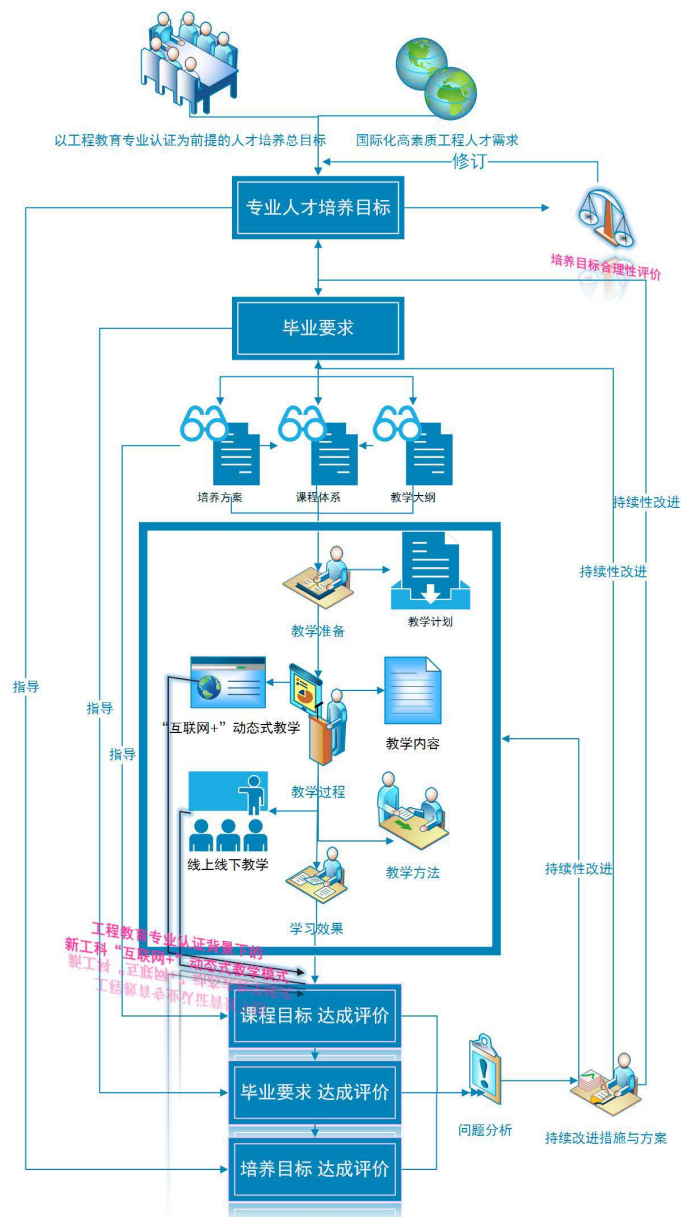 以工程教育专业认证为前提的人才培养总目标
国际化高素质工程人才需求
修订
专业人才培养目标
培养目标合理性评价
毕业要求
培养方案
课程体系
教学大纲
持续性改进
持续性改进
教学准备
教学计划
指导
指导
指导
“互联网+”动态式教学
教学内容
教学过程
线上线下教学
教学方法
持续性改进
学习效果
工程教育专业认证背景下的
新工科“互联网+”动态式教学模式
课程目标 达成评价
毕业要求 达成评价
问题分析
持续改进措施与方案
培养目标 达成评价